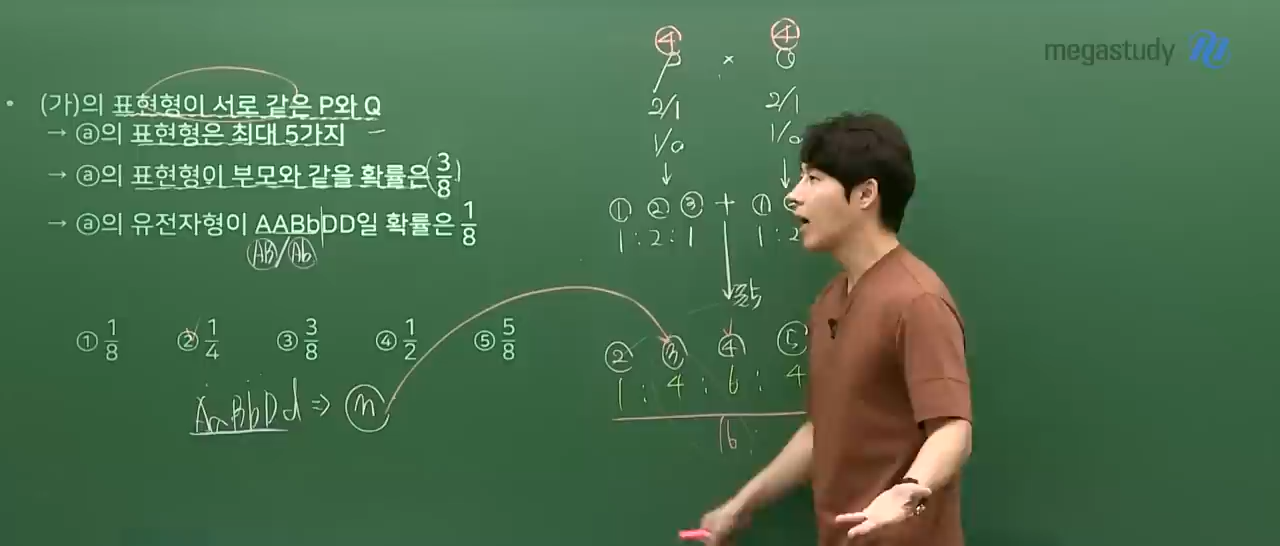 megastudy
(가)의 표현형이 서로 같은 P와 Q
→ ⓐ의 표현형은 최대 5가지
→ ⓐ의 표현형이 부모와 같을 확률은(3/8)
→ ⓐ의 유전자형이 AABbDD일 확률은 1/8
AB/Ab
① 1/8 ② 1/4 ③ 3/8 ④ 1/2 ⑤ 5/8
AaBbDd ⇒
④ ④
×
2/1 2/1
1/0 1/0
↓ ↓
① ② ③ + ①
1 : 2 : 1 1 : 2
② ③ ④ ⑤
1 : 4 : 6 : 4
16